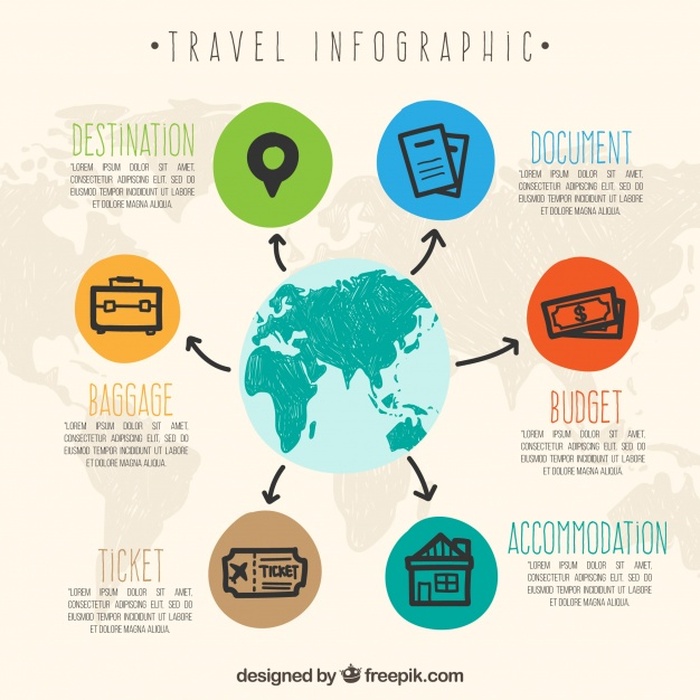 • TRAVEL INFOGRAPHIC •
DESTINATION
"LOREM IPSUM DOLOR SIT AMET,
CONSECTETUR ADIPISCING ELIT, SED DO
EIUSMOD TEMPOR INCIDIDUNT UT LABORE
ET DOLORE MAGNA ALIQUA.
DOCUMENT
"LOREM IPSUM DOLOR SIT AMET,
CONSECTETUR ADIPISCING ELIT, SED DO
EIUSMOD TEMPOR INCIDIDUNT UT LABORE
ET DOLORE MAGNA ALIQUA.
BAGGAGE
"LOREM IPSUM DOLOR SIT AMET,
CONSECTETUR ADIPISCING ELIT, SED DO
EIUSMOD TEMPOR INCIDIDUNT UT LABORE
ET DOLORE MAGNA ALIQUA.
$
BUDGET
"LOREM IPSUM DOLOR SIT AMET,
CONSECTETUR ADIPISCING ELIT, SED DO
EIUSMOD TEMPOR INCIDIDUNT UT LABORE
ET DOLORE MAGNA ALIQUA.
TICKET
"LOREM IPSUM DOLOR SIT AMET,
CONSECTETUR ADIPISCING ELIT, SED DO
EIUSMOD TEMPOR INCIDIDUNT UT LABORE
ET DOLORE MAGNA ALIQUA.
TICKET
ACCOMMODATION
"LOREM IPSUM DOLOR SIT AMET,
CONSECTETUR ADIPISCING ELIT, SED DO
EIUSMOD TEMPOR INCIDIDUNT UT LABORE
ET DOLORE MAGNA ALIQUA.
designed by freepik.com